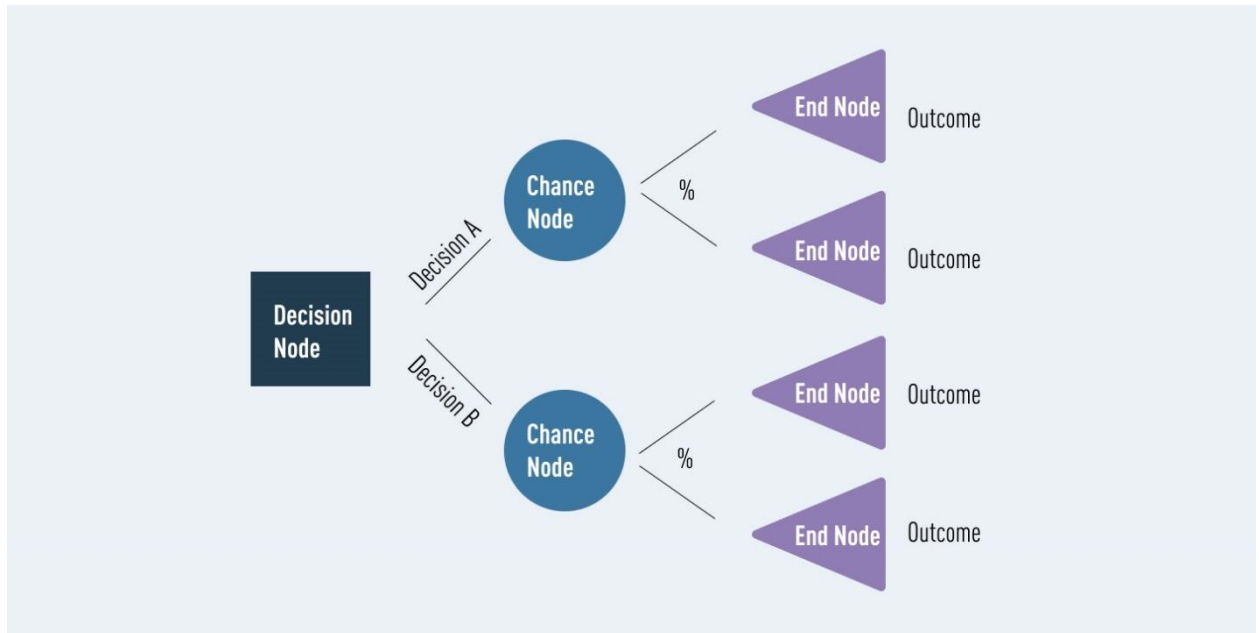 Decision
Node
Decision A
Decision B
Chance
Node
%
End Node
Outcome
End Node
Outcome
Chance
Node
%
End Node
Outcome
End Node
Outcome